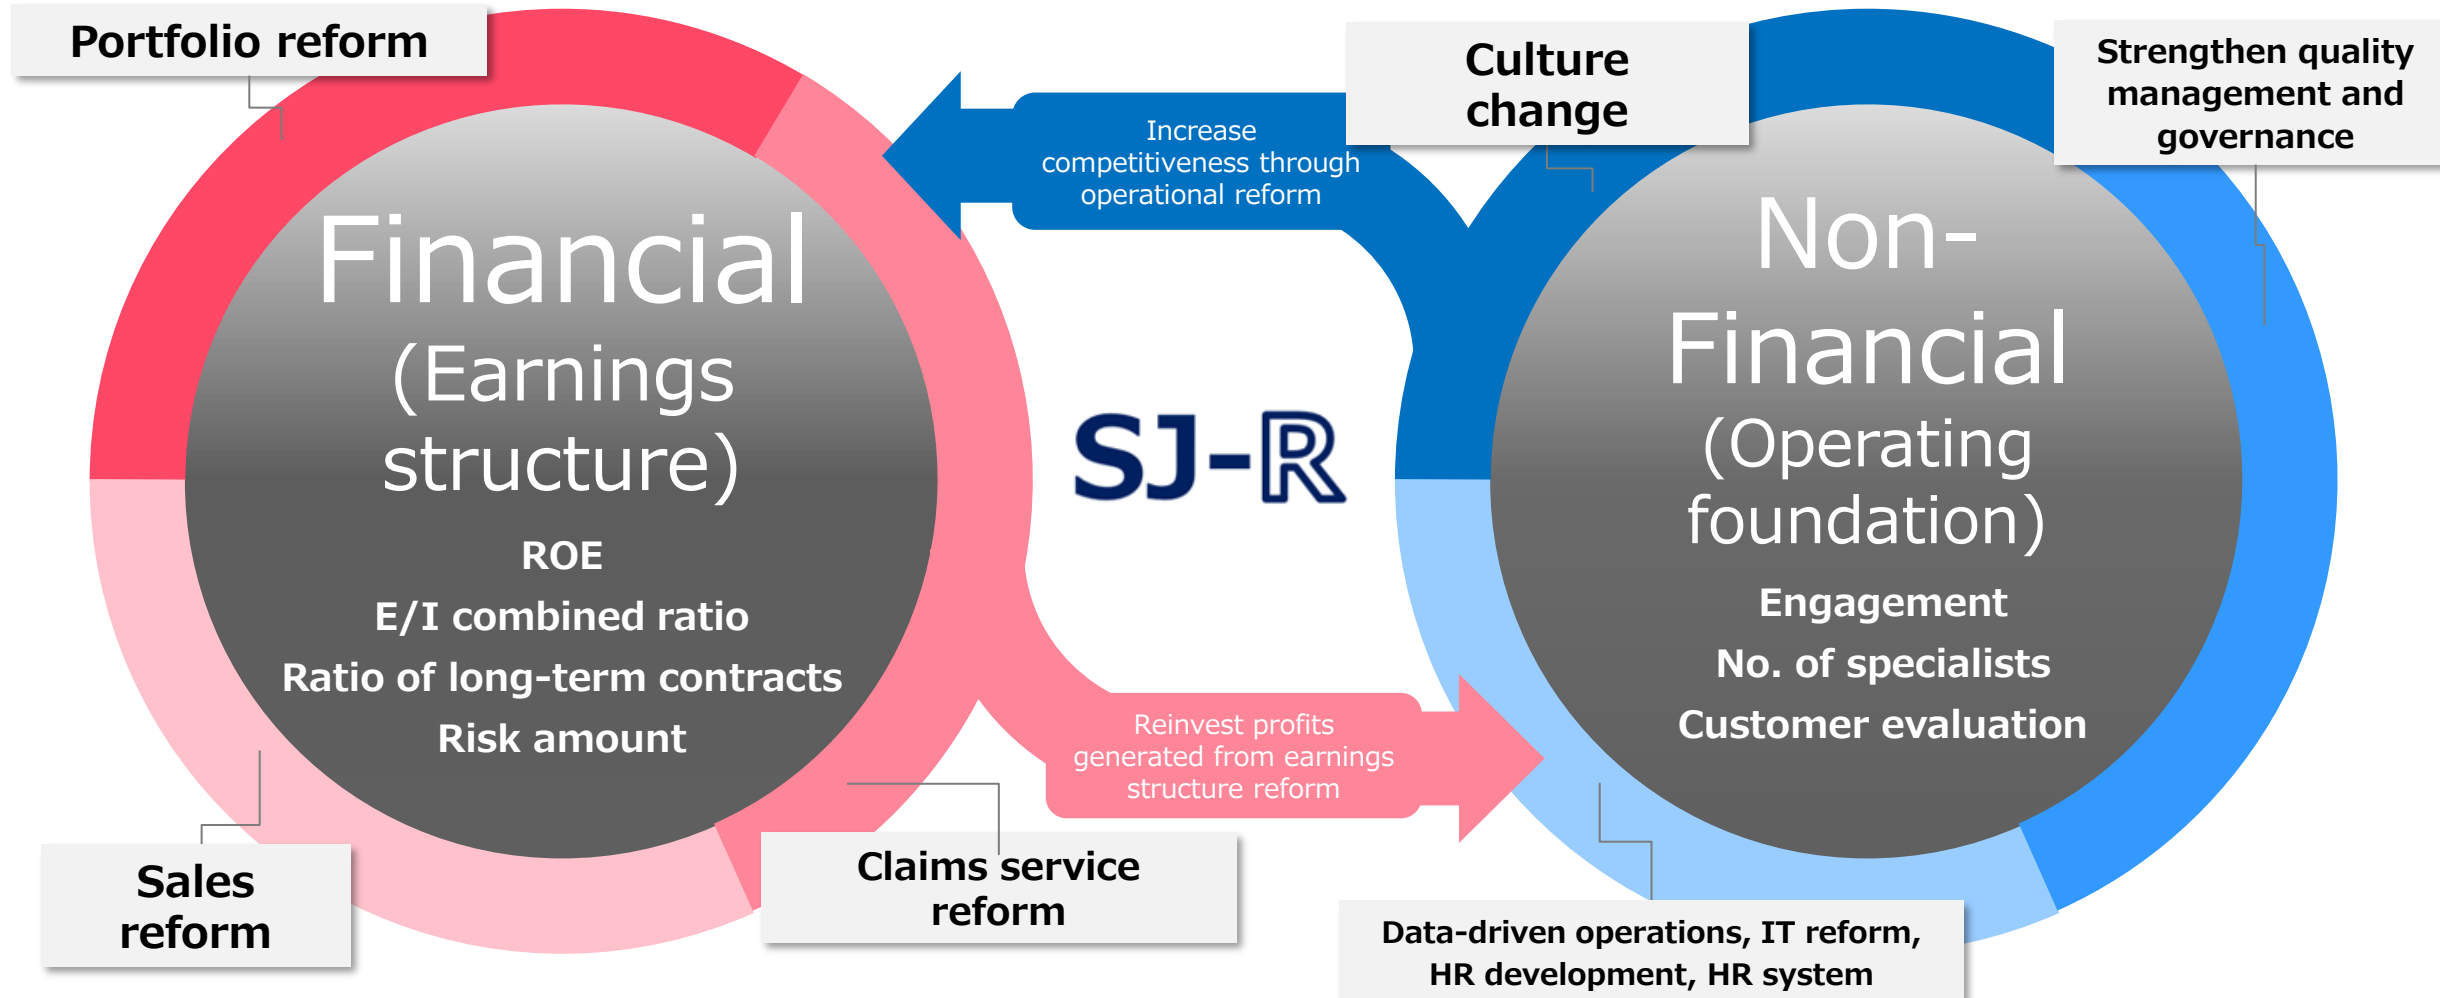 Portfolio reform
Financial
(Earnings
structure)
ROE
E/I combined ratio
Ratio of long-term contracts
Risk amount
Sales
reform
Claims service
reform
Increase
competitiveness through
operational reform
SJ-R
Reinvest profits
generated from earnings
structure reform
Culture
change
Strengthen quality
management and
governance
Non-
Financial
(Operating
foundation)
Engagement
No. of specialists
Customer evaluation
Data-driven operations, IT reform,
HR development, HR system